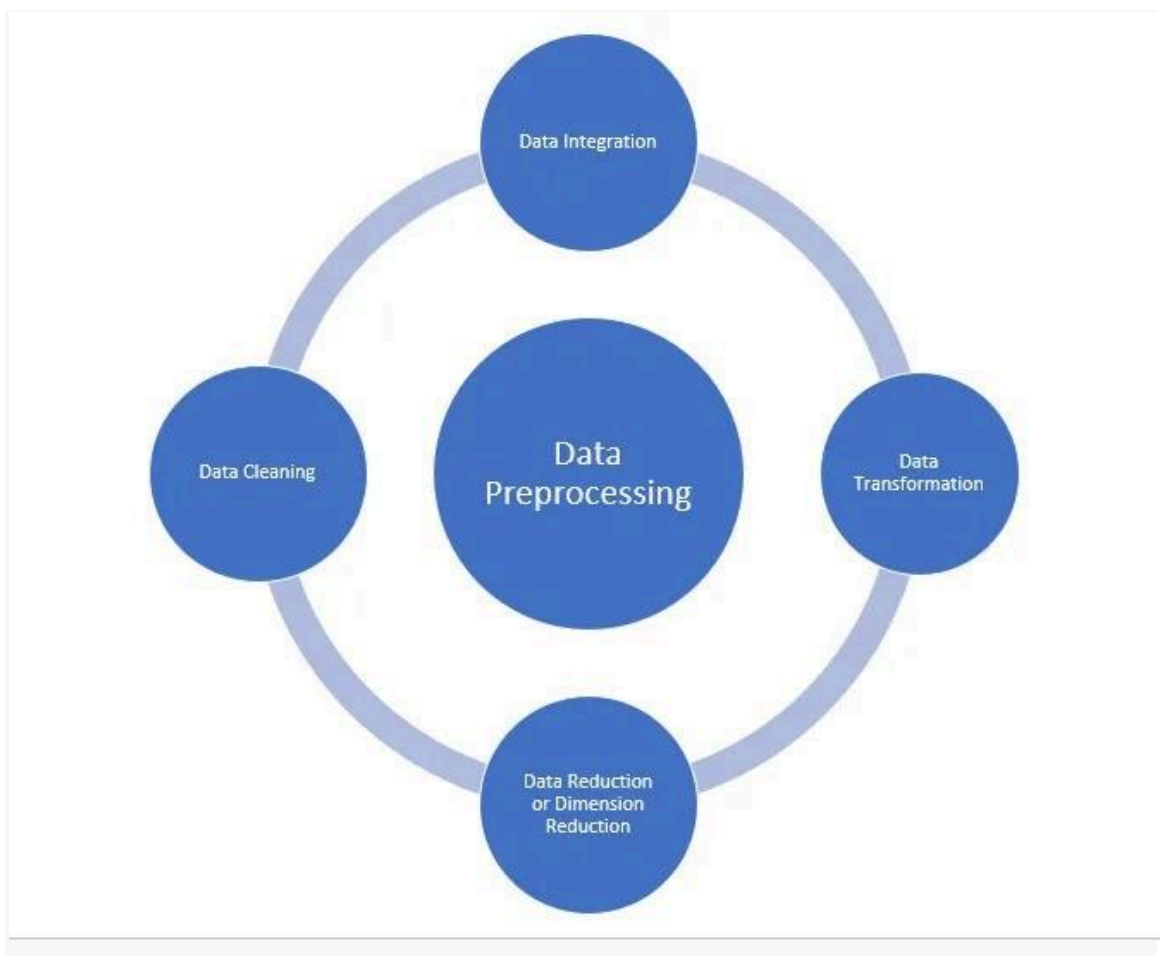 Data Integration
Data Cleaning
Data
Preprocessing
Data
Transformation
Data Reduction
or Dimension
Reduction